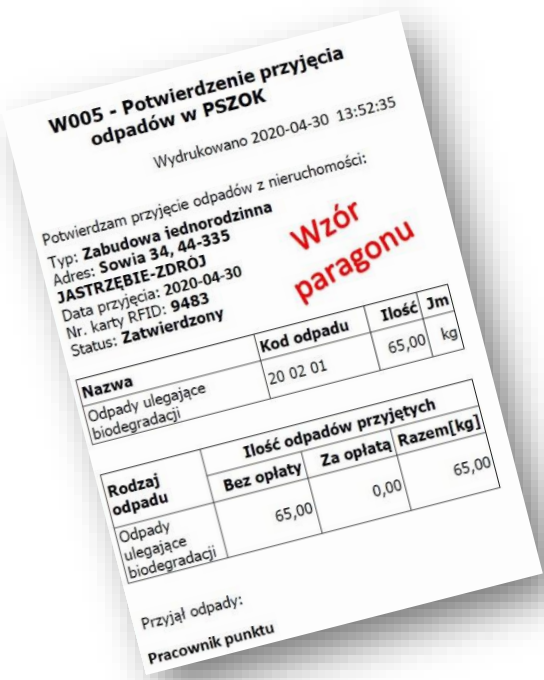 W005 - Potwierdzenie przyjęcia
odpadów w PSZOK
Wydrukowano 2020-04-30 13:52:35
Potwierdzam przyjęcie odpadów z nieruchomości:
Typ: Zabudowa jednorodzinna
Adres: Sowia 34, 44-335
JASTRZĘBIE-ZDRÓJ
Data przyjęcia: 2020-04-30
Nr. karty RFID: 9483
Status: Zatwierdzony
Wzór
paragonu
Nazwa Kod odpadu Ilość Jm
Odpady ulegające
biodegradacji 20 02 01 65,00 kg
Rodzaj
odpadu
Ilość odpadów przyjętych
Bez opłaty Za opłatą Razem[kg]
Odpady
ulegające
biodegradacji 65,00 0,00 65,00
Przyjął odpady:
Pracownik punktu